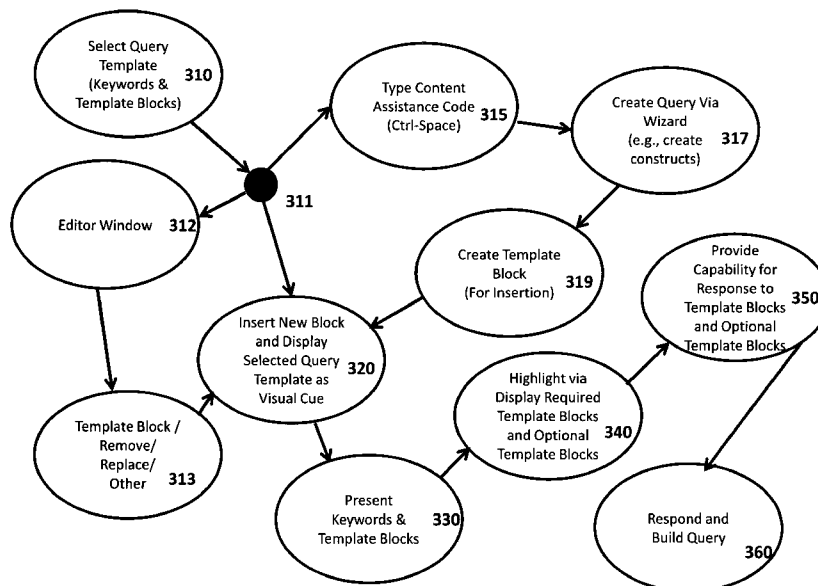 Select Query
Template
(Keywords &
Template Blocks)
310
Type Content
Assistance Code
(Ctrl-Space)
315
Create Query Via
Wizard
(e.g., create
constructs)
317
311
Editor Window
312
Create Template
Block
(For Insertion)
319
Provide
Capability for
Response to
Template Blocks
and Optional
Template Blocks
350
Insert New Block
and Display
Selected Query
Template as
Visual Cue
320
Highlight via
Display Required
Template Blocks
and Optional
Template Blocks
340
Template Block /
Remove/
Replace/
Other
313
Present
Keywords &
Template Blocks
330
Respond and
Build Query
360